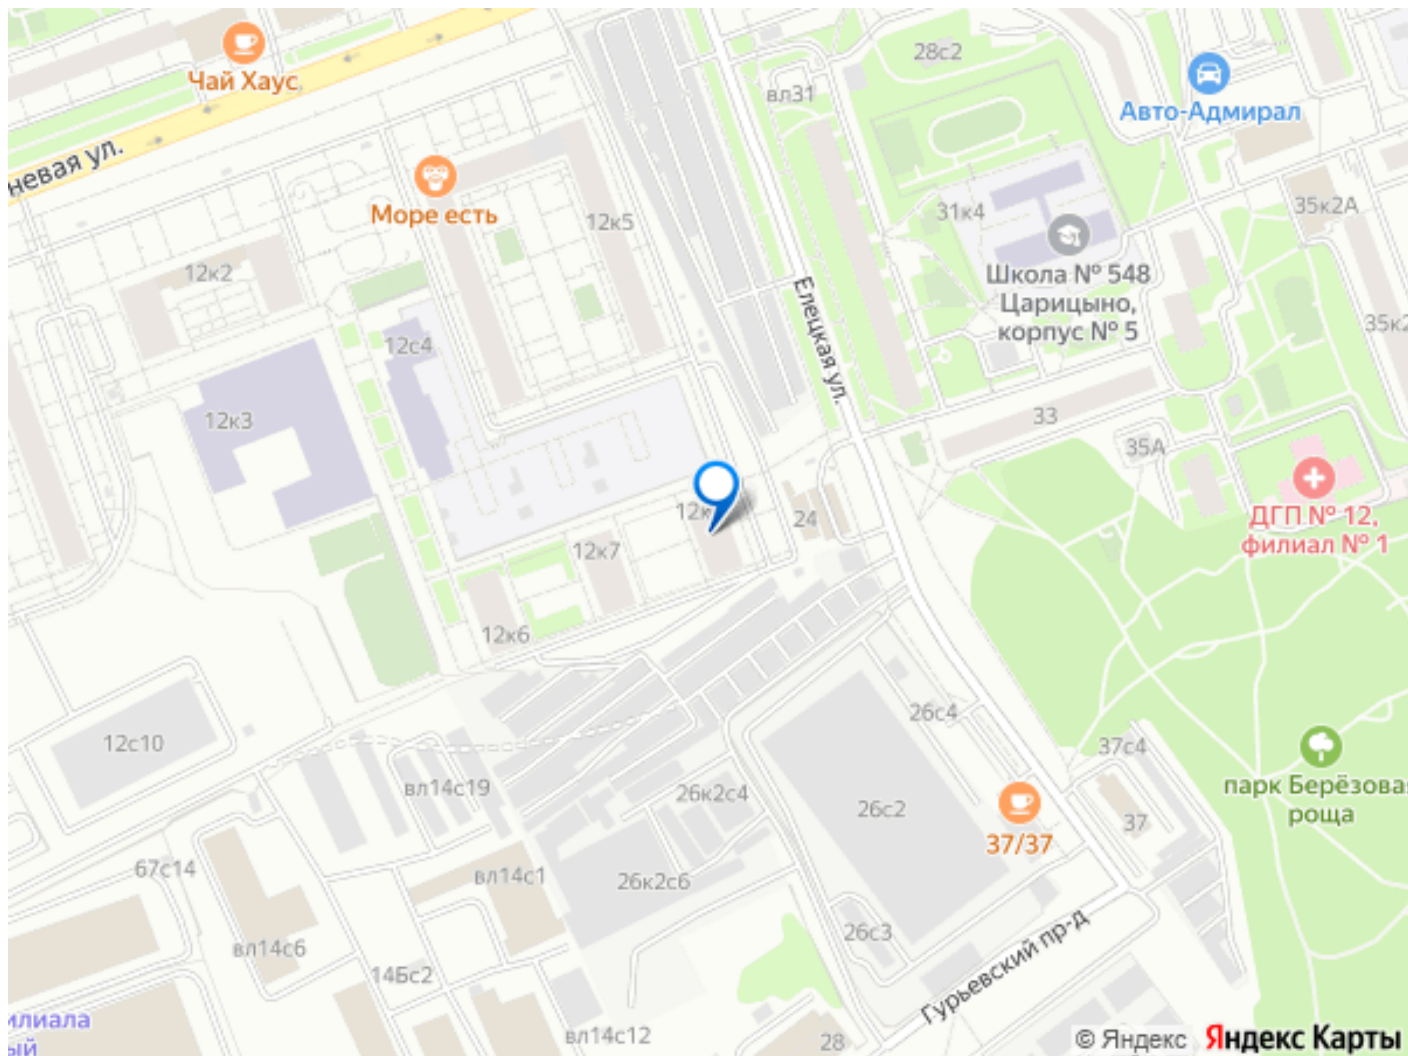 Чай Хаус
28с2
вл31
Авто-Адмирал
невая ул.
Море есть
12к5
31к4
35к2А
12к2
Школа № 548
Царицыно,
корпус № 5
Елецкая ул.
35к2
12с4
12к3
33
35А
24
ДГП № 12,
филиал № 1
12к7
12к6
12с10
26с4
37с4
вл14с19
26к2с4
26с2
парк Берёзовая
роща
37
37/37
67с14
вл14с1
26к2с6
26с3
вл14с6
14Бс2
Гурьевский пр-д
илиала
ый
вл14с12
28
© Яндекс Яндекс Карты